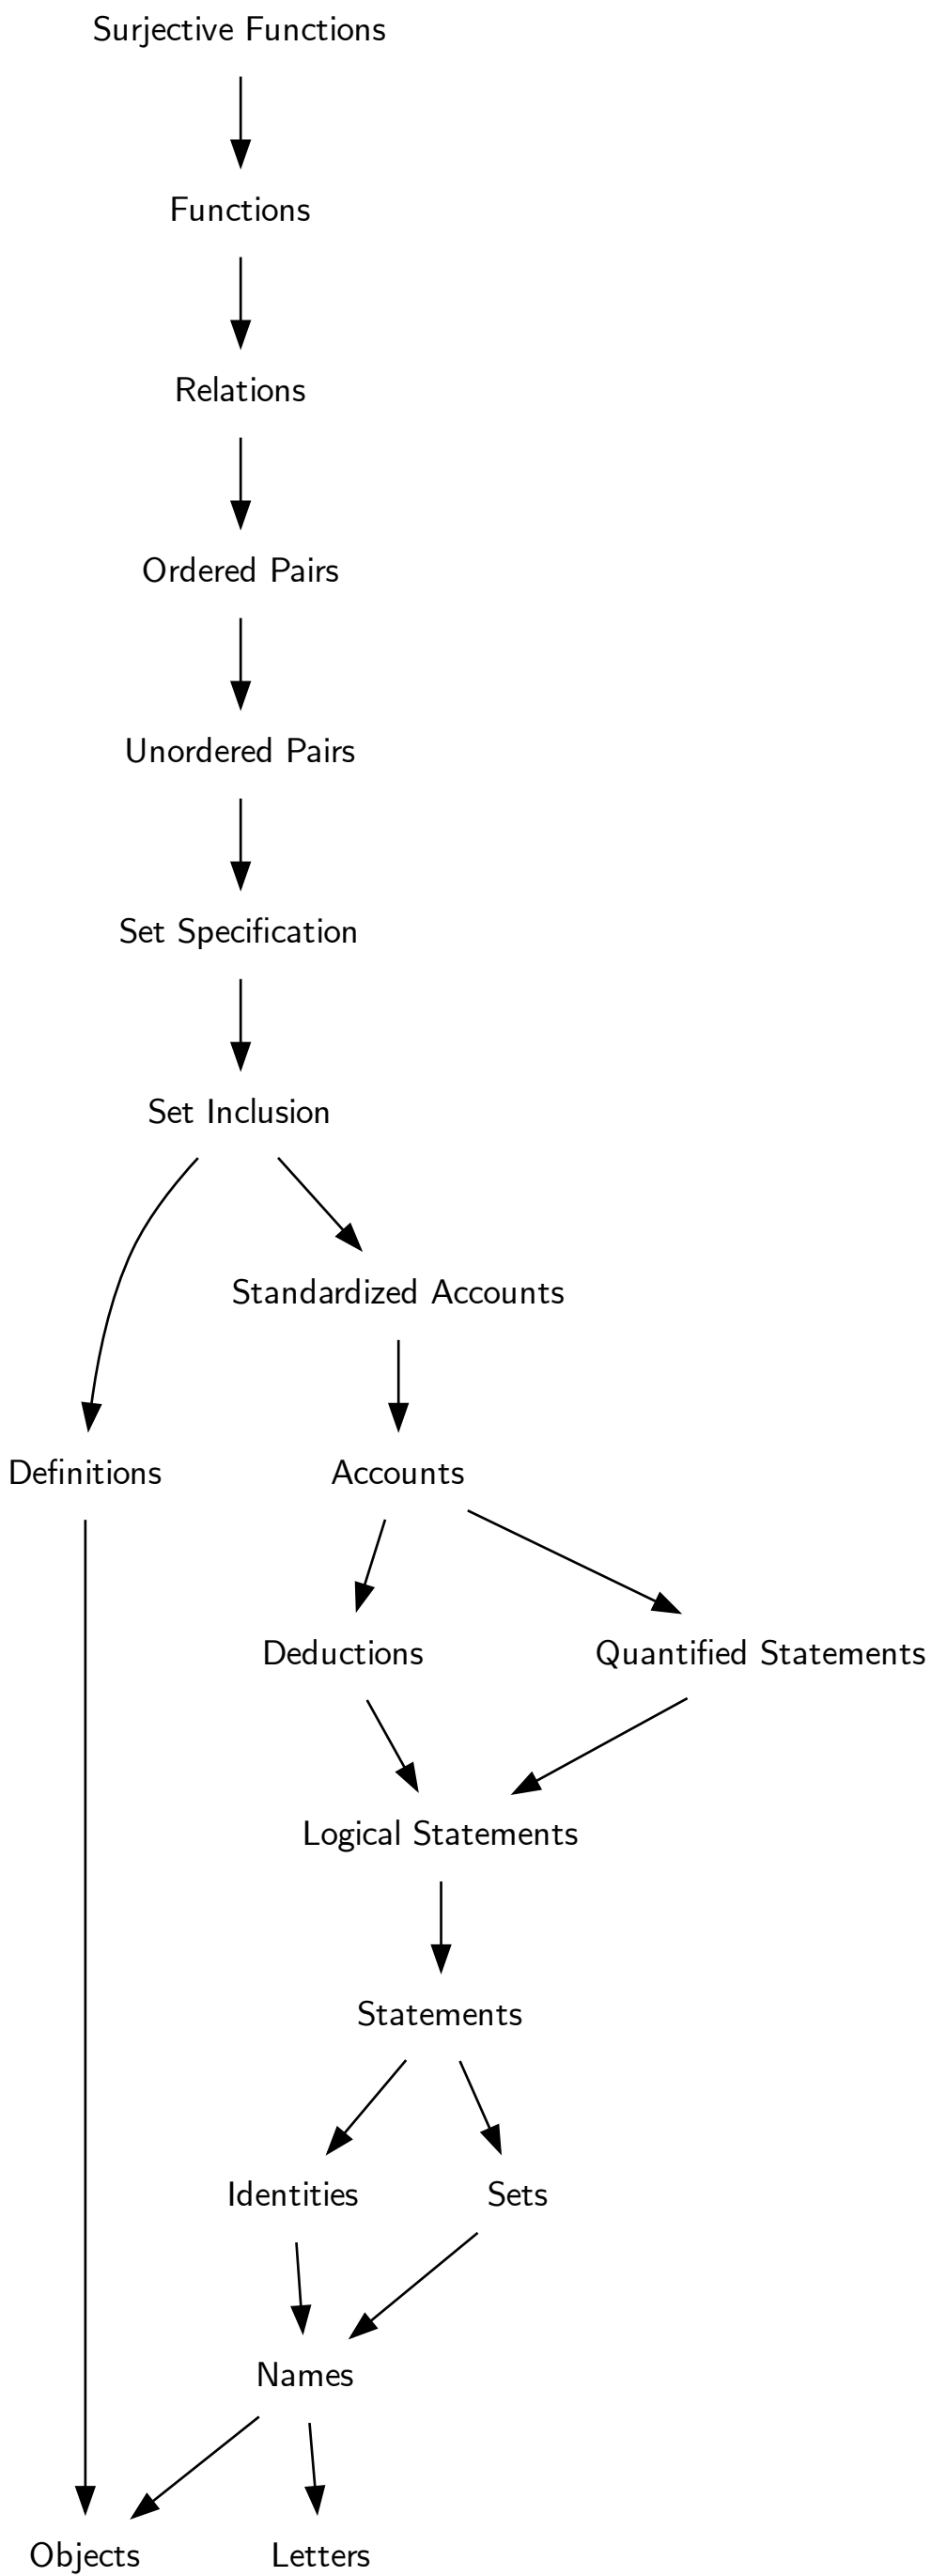 Surjective Functions
Functions
Relations
Ordered Pairs
Unordered Pairs
Set Specification
Set Inclusion
Standardized Accounts
Definitions
Accounts
Deductions
Quantified Statements
Logical Statements
Statements
Identities
Sets
Names
Objects
Letters